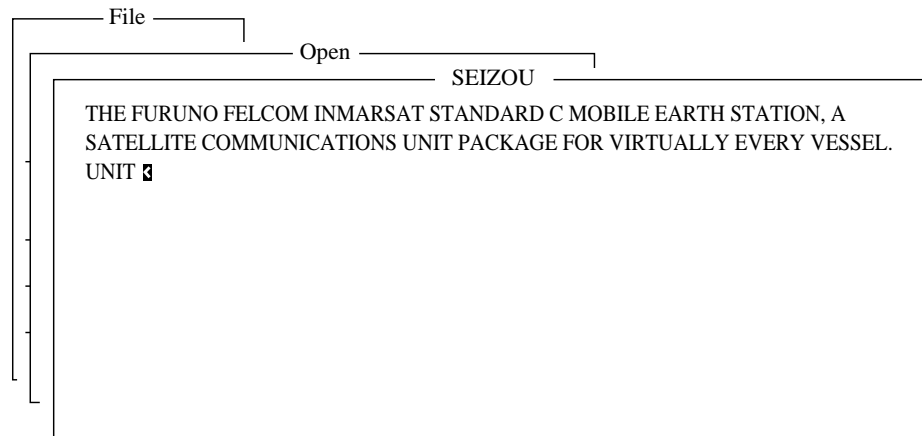 File
Open
SEIZOU
THE FURUNO FELCOM INMARSAT STANDARD C MOBILE EARTH STATION, A
SATELLITE COMMUNICATIONS UNIT PACKAGE FOR VIRTUALLY EVERY VESSEL.
UNIT